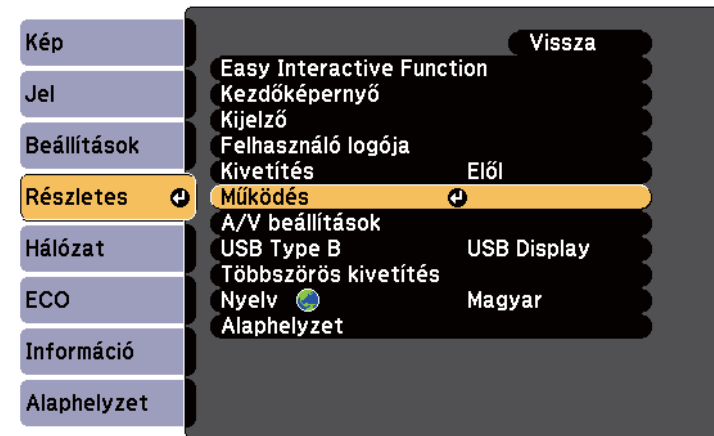 Kép
Jel
Beállítások
Részletes
Hálózat
ECO
Információ
Alaphelyzet
Vissza
Easy Interactive Function
Kezdőképernyő
Kijelző
Felhasználó logója
Kivetítés Elől
Működés
A/V beállítások
USB Type B USB Display
Többszörös kivetítés
Nyelv Magyar
Alaphelyzet